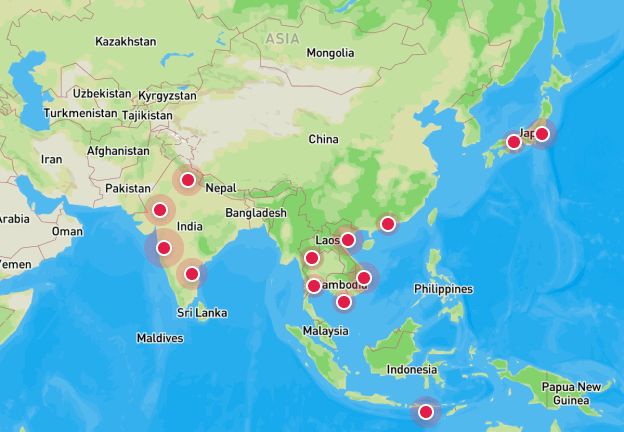 ASIA
Kazakhstan
Mongolia
Uzbekistan
Kyrgyzstan
Turkmenistan
Tajikistan
Japa
China
Afghanistan
Iran
Pakistan
Nepal
Arabia
Bangladesh
India
Oman
Laos
Yemen
Cambodia
Philippines
Sri Lanka
Malaysia
Maldives
Indonesia
Papua New
Guinea